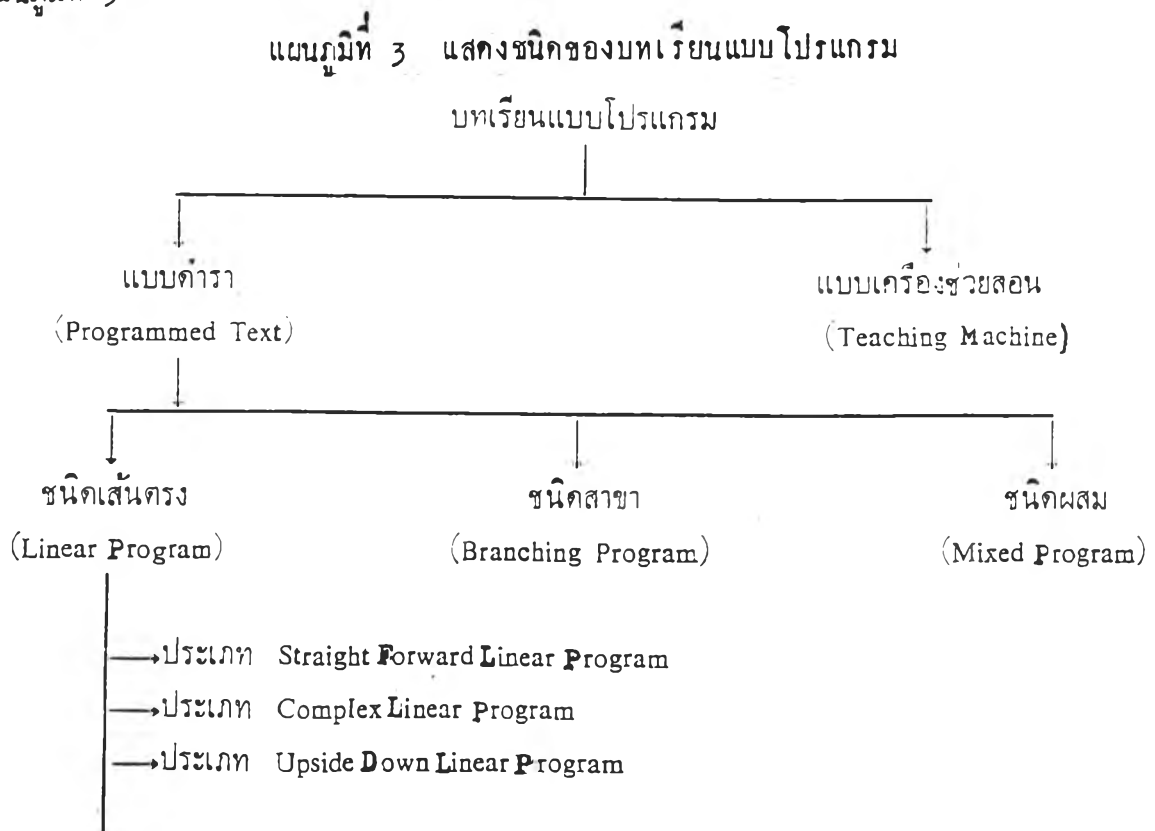 แผนภูมิที่ 3 แสดงชนิดของบทเรียนแบบโปรแกรม
บทเรียนแบบโปรแกรม
แบบตำรา แบบเครื่องช่วยสอน
(Programmed Text) (Teaching Machine)
ชนิดเส้นตรง ชนิดสาขา ชนิดผสม
(Linear Program) (Branching Program) (Mixed Program)
ประเภท Straight Forward Linear Program
ประเภท Complex Linear Program
ประเภท Upside Down Linear Program